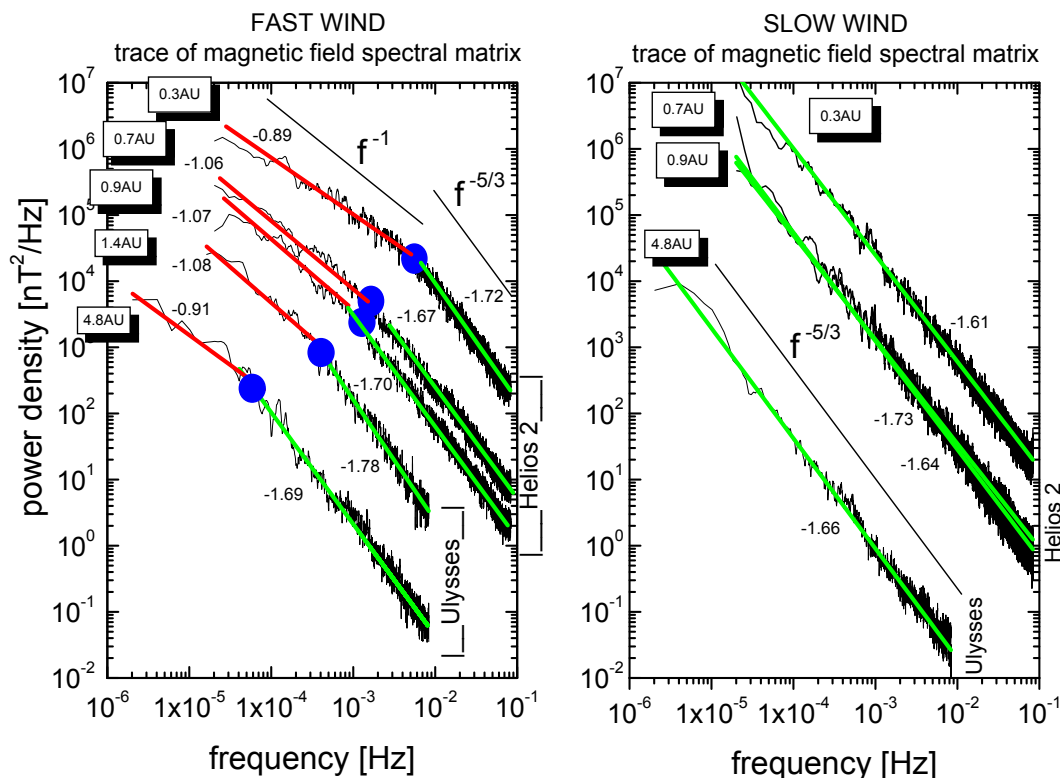 FAST WIND
trace of magnetic field spectral matrix
10^7
10^6
10^5
10^4
10^3
10^2
10^1
10^0
10^-1
10^-2
power density [nT^2/Hz]
0.3AU
0.7AU
0.9AU
1.4AU
4.8AU
-0.89
-1.06
-1.07
-1.08
-0.91
f^-1
f^-5/3
-1.72
-1.67
-1.70
-1.78
-1.69
Helios 2
Ulysses
10^-6
1x10^-5
1x10^-4
10^-3
10^-2
10^-1
frequency [Hz]
SLOW WIND
trace of magnetic field spectral matrix
10^7
10^6
10^5
10^4
10^3
10^2
10^1
10^0
10^-1
10^-2
0.7AU
0.3AU
0.9AU
4.8AU
f^-5/3
-1.61
-1.73
-1.64
-1.66
Helios 2
Ulysses
10^-6
1x10^-5
1x10^-4
10^-3
10^-2
10^-1
frequency [Hz]